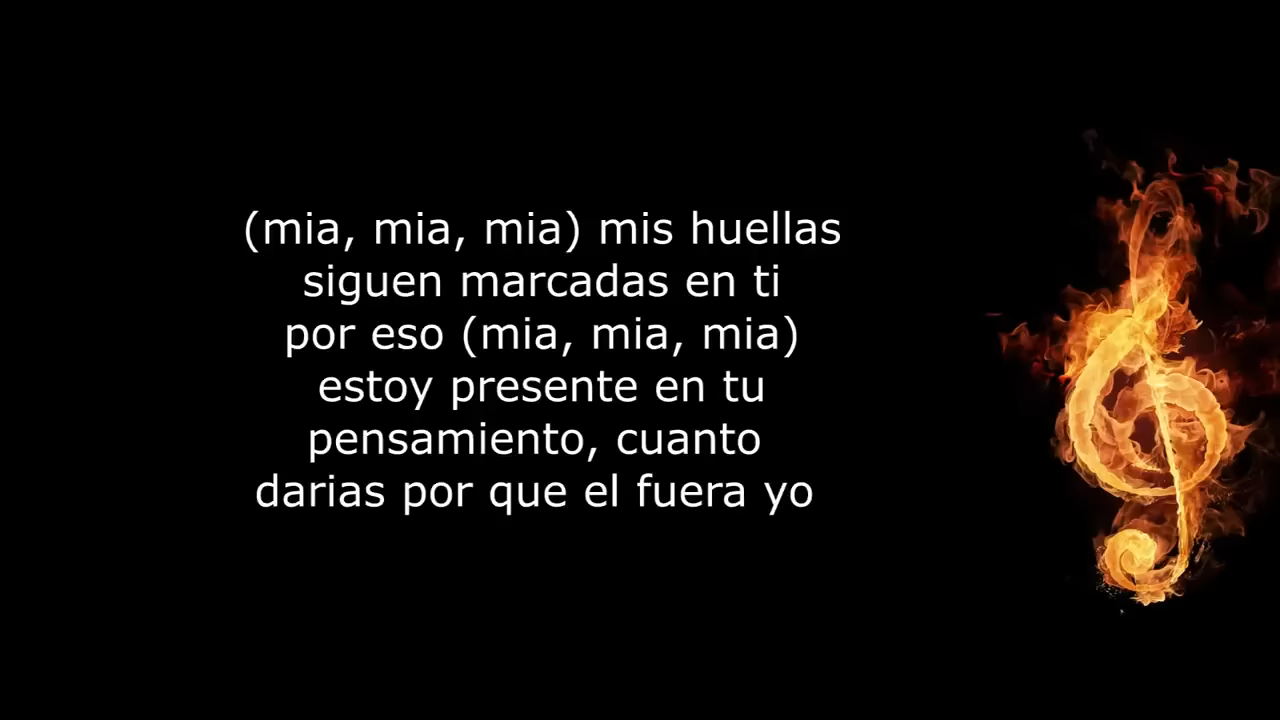 (mia, mia, mia) mis huellas
siguen marcadas en ti
por eso (mia, mia, mia)
estoy presente en tu
pensamiento, cuanto
darias por que el fuera yo